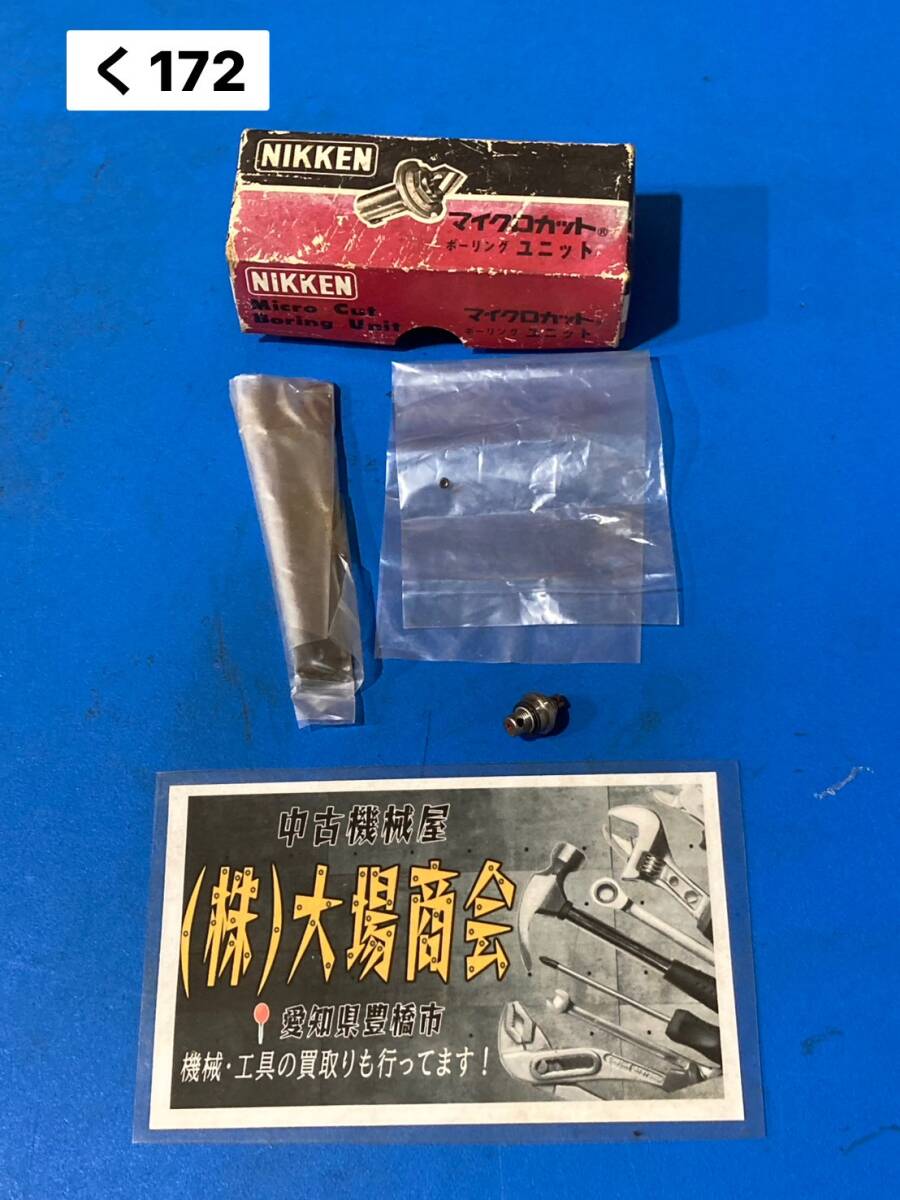 く172
NIKKEN
マイクロカット®
ボーリング ユニット
NIKKEN
Micro Cut
Boring Unit
マイクロカット®
ボーリング ユニット
中古機械屋
(株)大場商会
愛知県豊橋市
機械・工具の買取りも行ってます！